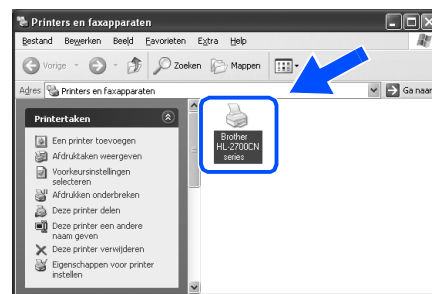 Printers en faxapparaten
Bestand Bewerken Beeld Favorieten Extra Help
Vorige Zoeken Mappen
Adres Printers en faxapparaten Ga naar
Printertaken
Een printer toevoegen
Afdruktaken weergeven
Voorkeursinstellingen
selecteren
Afdrukken onderbreken
Deze printer delen
Deze printer een andere
naam geven
Deze printer verwijderen
Eigenschappen voor printer
instellen
Brother
HL-2700CN
series